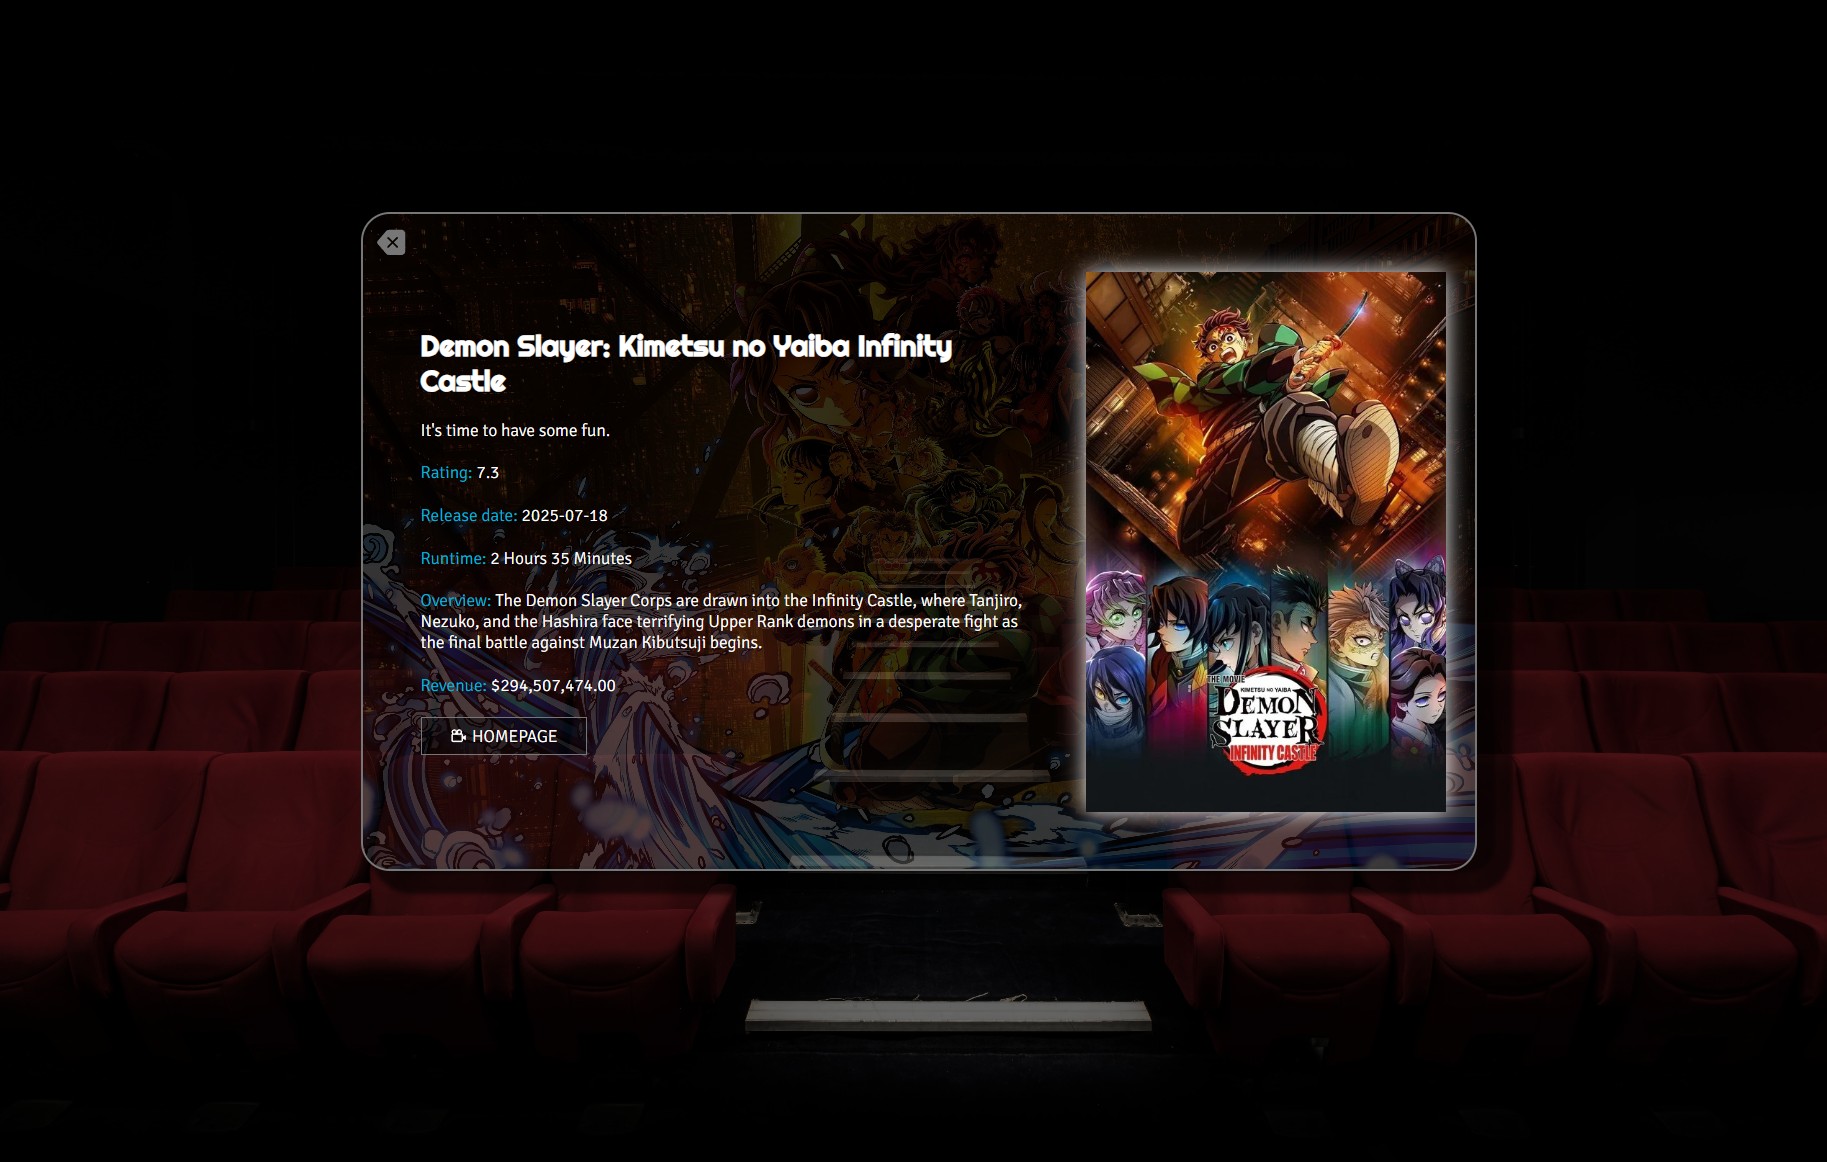 Demon Slayer: Kimetsu no Yaiba Infinity
Castle
It's time to have some fun.
Rating: 7.3
Release date: 2025-07-18
Runtime: 2 Hours 35 Minutes
Overview: The Demon Slayer Corps are drawn into the Infinity Castle, where Tanjiro,
Nezuko, and the Hashira face terrifying Upper Rank demons in a desperate fight as
the final battle against Muzan Kibutsuji begins.
Revenue: $294,507,474.00
HOMEPAGE
THE MOVIE
KIMETSU NO YAIBA
DEMON
SLAYER
INFINITY CASTLE